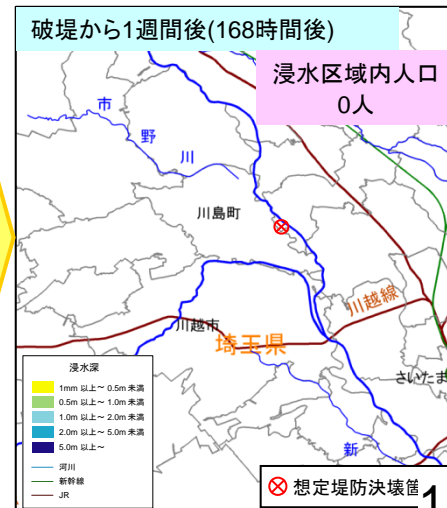 破堤から1週間後(168時間後)
浸水区域内人口
0人
市
野
川
川島町
川越線
川越市
埼玉県
さいたま
新
浸水深
1mm 以上～ 0.5m 未満
0.5m 以上～ 1.0m 未満
1.0m 以上～ 2.0m 未満
2.0m 以上～ 5.0m 未満
5.0m 以上～
河川
新幹線
JR
想定堤防決壊箇
1